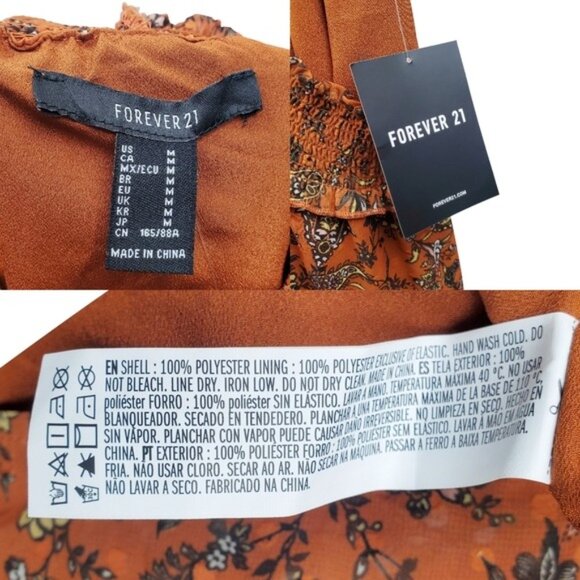 FOREVER 21
US M
CA M
MX/ECU M
BR M
EU M
UK M
KR M
JP M
CN 165/88A
MADE IN CHINA
FOREVER 21
FOREVER21.COM
EN SHELL : 100% POLYESTER LINING : 100% POLYESTER EXCLUSIVE OF ELASTIC. HAND WASH COLD. DO
NOT BLEACH. LINE DRY. IRON LOW. DO NOT DRY CLEAN. MADE IN CHINA. ES TELA EXTERIOR : 100%
poliéster FORRO : 100% poliéster SIN ELÁSTICO. LAVAR A MANO. TEMPERATURA MAXIMA 40 °C. NO USAR
BLANQUEADOR. SECADO EN TENDEDERO. PLANCHAR A UNA TEMPERATURA MAXIMA DE LA BASE DE 110 °C,
SIN VAPOR. PLANCHAR CON VAPOR PUEDE CAUSAR DAÑO IRREVERSIBLE. NO LIMPIEZA EN SECO. HECHO EN
CHINA. PT EXTERIOR : 100% POLIÉSTER FORRO : 100% POLIÉSTER SEM ELÁSTICO. LAVAR À MÃO EM ÁGUA
FRIA. NÃO USAR CLORO. SECAR AO AR. NÃO SECAR NA MAQUINA. PASSAR A FERRO A BAIXA TEMPERATURA.
NÃO LAVAR A SECO. FABRICADO NA CHINA.